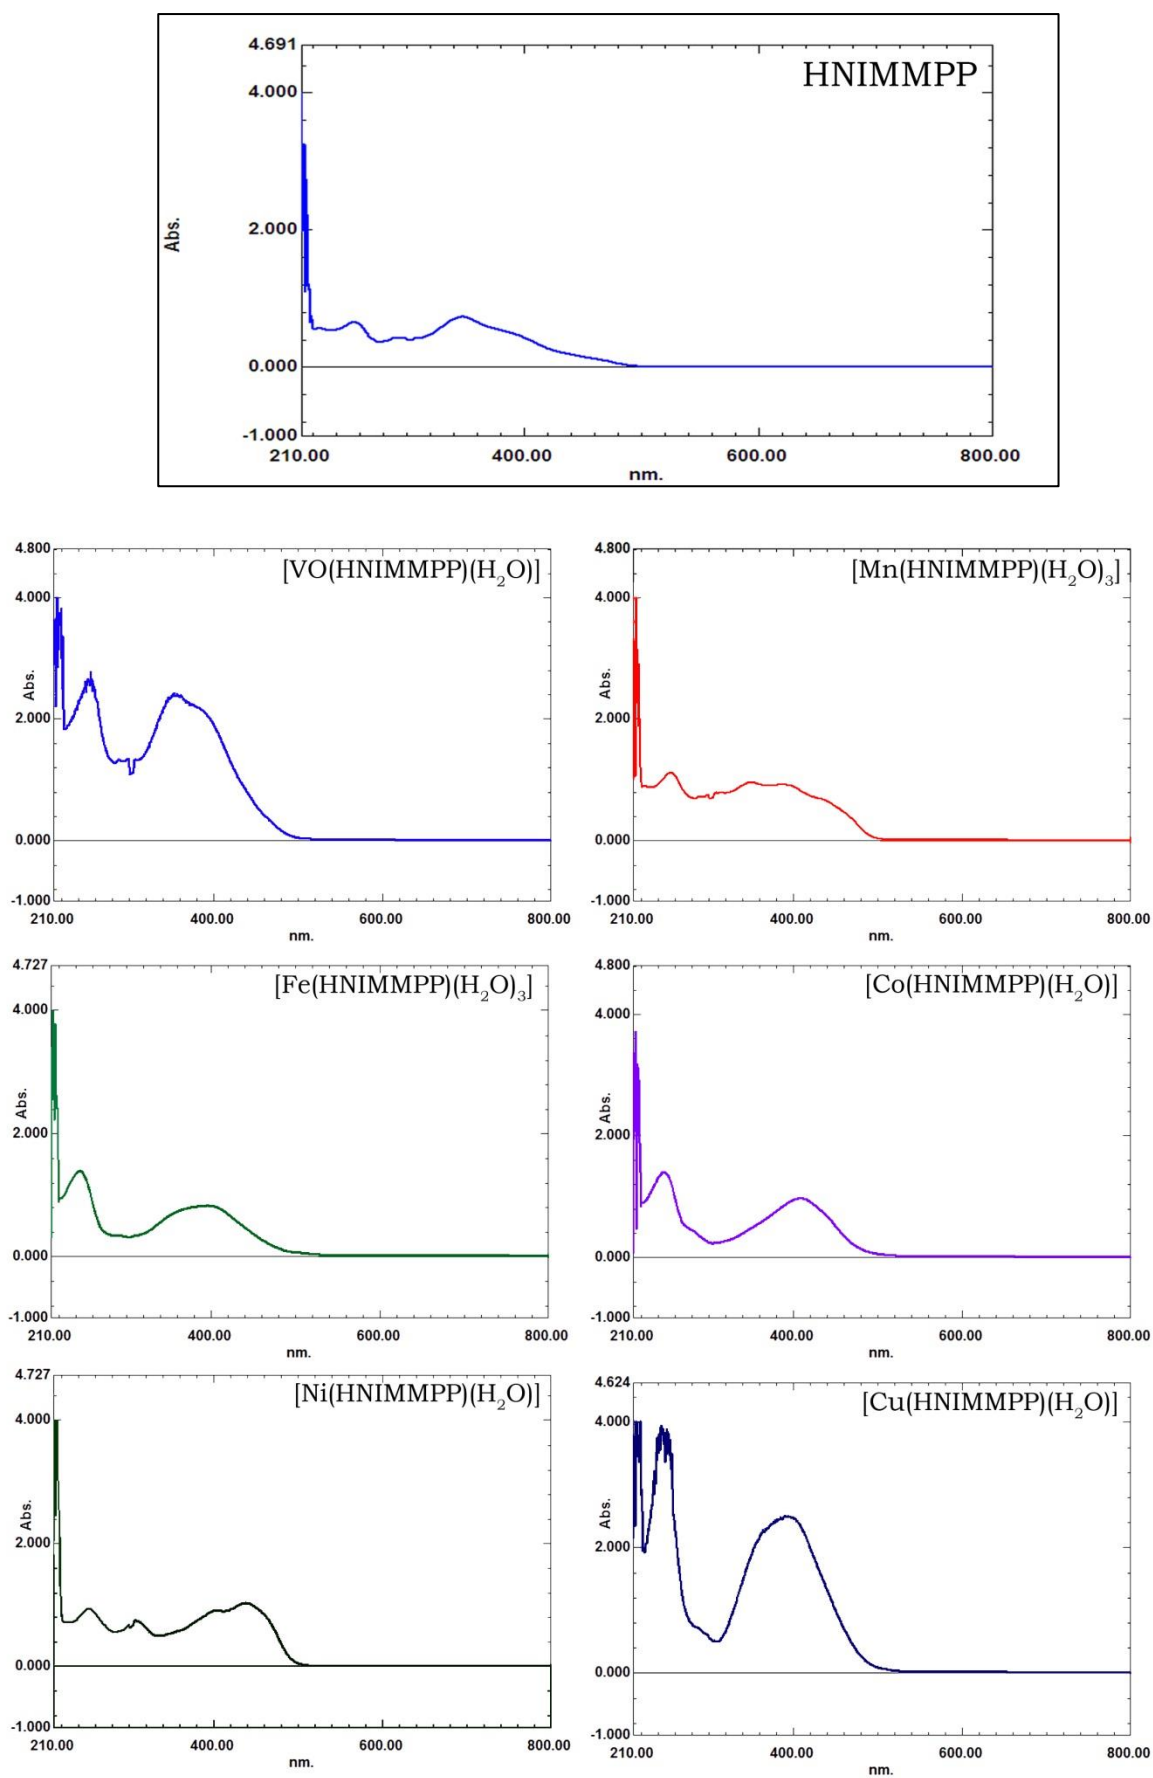 4.691
HNIMMPP
4.000
Abs.
2.000
0.000
-1.000
210.00 400.00 600.00 800.00
nm.
4.800
[VO(HNIMMPP)(H₂O)]
4.000
Abs.
2.000
0.000
-1.000
210.00 400.00 600.00 800.00
nm.
4.800
[Mn(HNIMMPP)(H₂O)₃]
4.000
Abs.
2.000
0.000
-1.000
210.00 400.00 600.00 800.00
nm.
4.727
[Fe(HNIMMPP)(H₂O)₃]
4.000
Abs.
2.000
0.000
-1.000
210.00 400.00 600.00 800.00
nm.
4.800
[Co(HNIMMPP)(H₂O)]
4.000
Abs.
2.000
0.000
-1.000
210.00 400.00 600.00 800.00
nm.
4.727
[Ni(HNIMMPP)(H₂O)]
4.000
Abs.
2.000
0.000
-1.000
210.00 400.00 600.00 800.00
nm.
4.624
[Cu(HNIMMPP)(H₂O)]
4.000
Abs.
2.000
0.000
-1.000
210.00 400.00 600.00 800.00
nm.